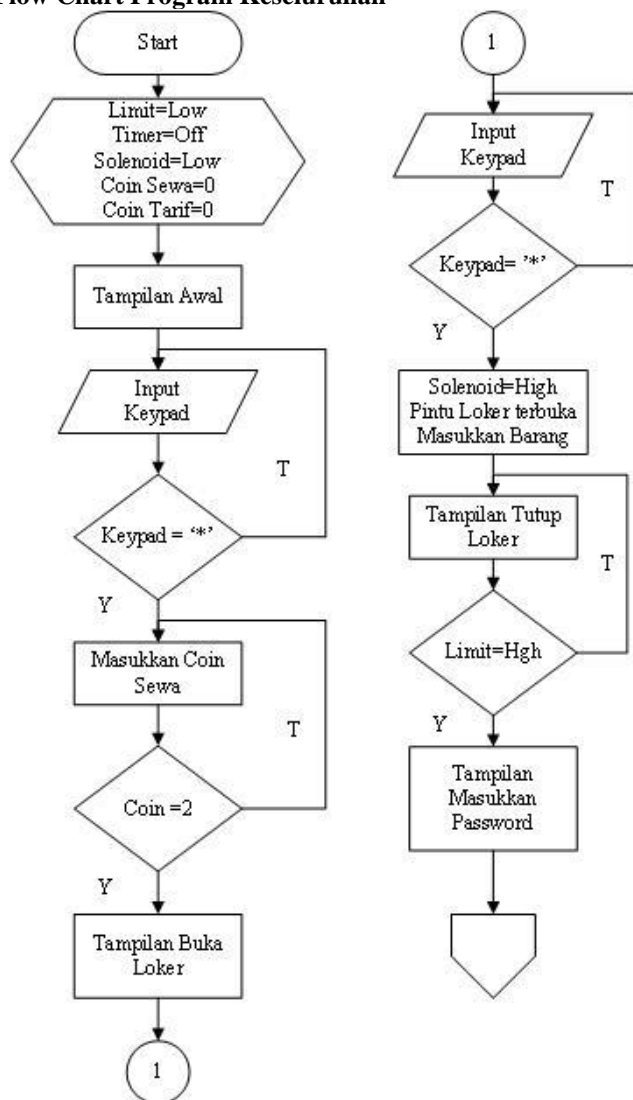 Flow Chart Program Keseluruhan
Start
Limit=Low
Timer=Off
Solenoid=Low
Coin Sewa=0
Coin Tarif=0
Tampilan Awal
Input
Keypad
T
Keypad = ‘*’
Y
Masukkan Coin
Sewa
T
Coin =2
Y
Tampilan Buka
Loker
1
1
Input
Keypad
T
Keypad= ’*’
Y
Solenoid=High
Pintu Loker terbuka
Masukkan Barang
Tampilan Tutup
Loker
T
Limit=Hgh
Y
Tampilan
Masukkan
Password